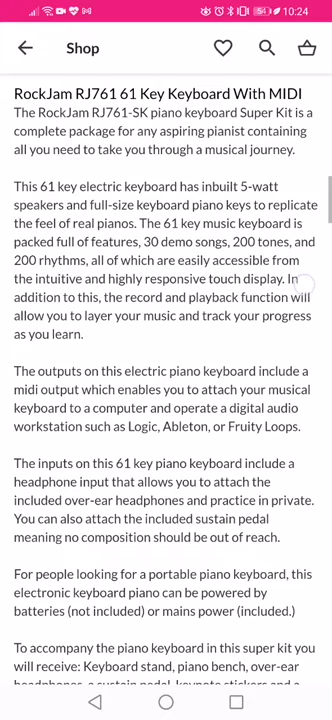 54
10:24
Shop
RockJam RJ761 61 Key Keyboard With MIDI
The RockJam RJ761-SK piano keyboard Super Kit is a
complete package for any aspiring pianist containing
all you need to take you through a musical journey.
This 61 key electric keyboard has inbuilt 5-watt
speakers and full-size keyboard piano keys to replicate
the feel of real pianos. The 61 key music keyboard is
packed full of features, 30 demo songs, 200 tones, and
200 rhythms, all of which are easily accessible from
the intuitive and highly responsive touch display. In
addition to this, the record and playback function will
allow you to layer your music and track your progress
as you learn.
The outputs on this electric piano keyboard include a
midi output which enables you to attach your musical
keyboard to a computer and operate a digital audio
workstation such as Logic, Ableton, or Fruity Loops.
The inputs on this 61 key piano keyboard include a
headphone input that allows you to attach the
included over-ear headphones and practice in private.
You can also attach the included sustain pedal
meaning no composition should be out of reach.
For people looking for a portable piano keyboard, this
electronic keyboard piano can be powered by
batteries (not included) or mains power (included.)
To accompany the piano keyboard in this super kit you
will receive: Keyboard stand, piano bench, over-ear
headphones, a sustain pedal, keynote stickers and a